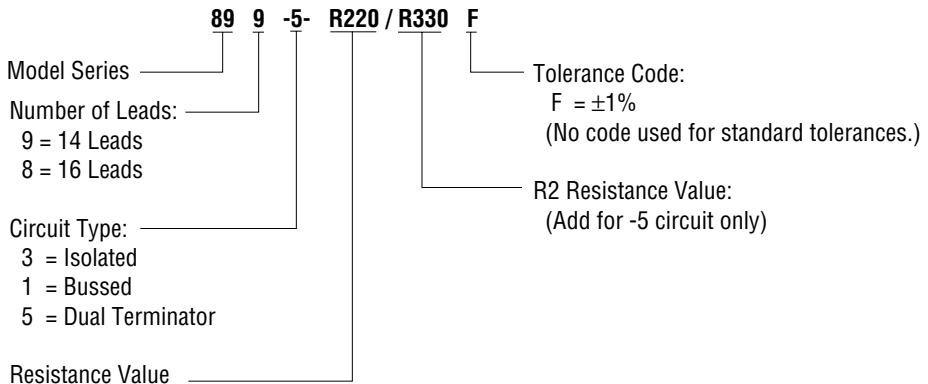 89 9 -5- R220 / R330 F
Model Series
Number of Leads:
9 = 14 Leads
8 = 16 Leads
Circuit Type:
3 = Isolated
1 = Bussed
5 = Dual Terminator
Resistance Value
Tolerance Code:
F = ±1%
(No code used for standard tolerances.)
R2 Resistance Value:
(Add for -5 circuit only)